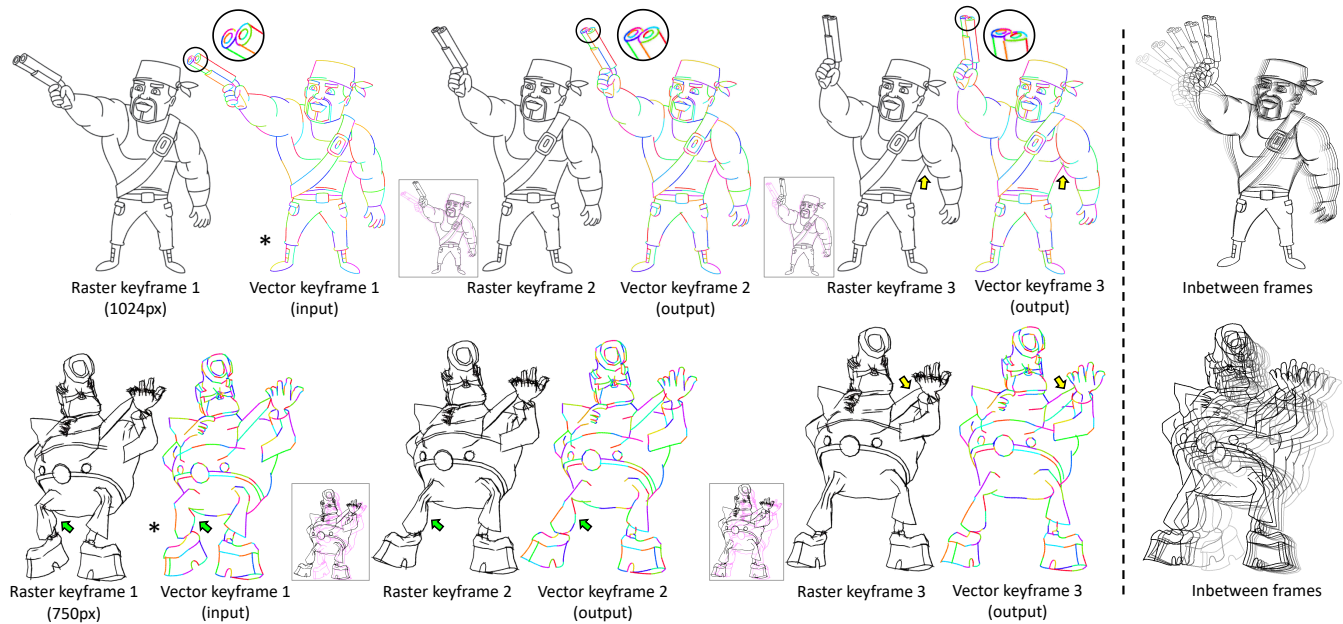 Raster keyframe 1
(1024px)
*
Vector keyframe 1
(input)
Raster keyframe 2
Vector keyframe 2
(output)
Raster keyframe 3
Vector keyframe 3
(output)
Inbetween frames
Raster keyframe 1
(750px)
*
Vector keyframe 1
(input)
Raster keyframe 2
Vector keyframe 2
(output)
Raster keyframe 3
Vector keyframe 3
(output)
Inbetween frames